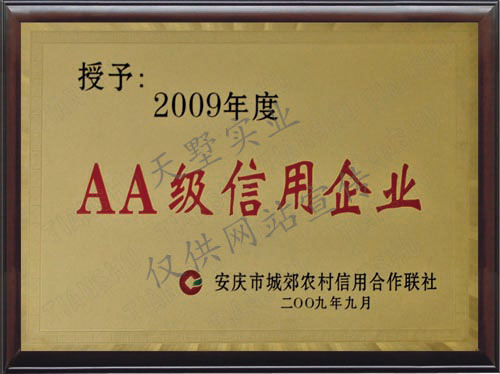 授予:
2009年度
AA级信用企业
安庆市城郊农村信用合作联社
二OO九年九月
天墅实业
仅供网站宣传